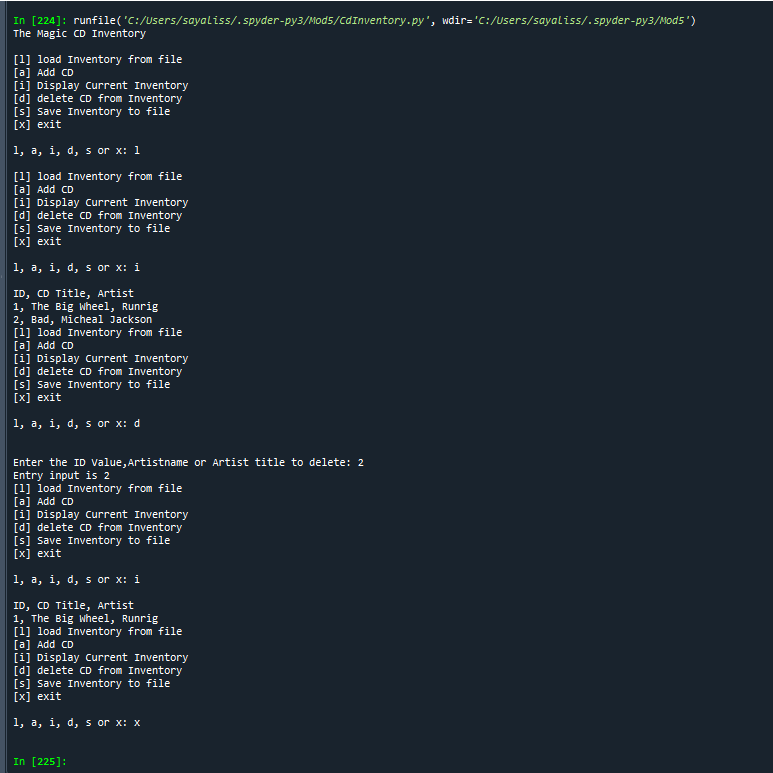 In [224]: runfile('C:/Users/sayaliss/.spyder-py3/Mod5/CdInventory.py', wdir='C:/Users/sayaliss/.spyder-py3/Mod5')
The Magic CD Inventory
[l] load Inventory from file
[a] Add CD
[i] Display Current Inventory
[d] delete CD from Inventory
[s] Save Inventory to file
[x] exit
l, a, i, d, s or x: l
[l] load Inventory from file
[a] Add CD
[i] Display Current Inventory
[d] delete CD from Inventory
[s] Save Inventory to file
[x] exit
l, a, i, d, s or x: i
ID, CD Title, Artist
1, The Big Wheel, Runrig
2, Bad, Micheal Jackson
[l] load Inventory from file
[a] Add CD
[i] Display Current Inventory
[d] delete CD from Inventory
[s] Save Inventory to file
[x] exit
l, a, i, d, s or x: d
Enter the ID Value,Artistname or Artist title to delete: 2
Entry input is 2
[l] load Inventory from file
[a] Add CD
[i] Display Current Inventory
[d] delete CD from Inventory
[s] Save Inventory to file
[x] exit
l, a, i, d, s or x: i
ID, CD Title, Artist
1, The Big Wheel, Runrig
[l] load Inventory from file
[a] Add CD
[i] Display Current Inventory
[d] delete CD from Inventory
[s] Save Inventory to file
[x] exit
l, a, i, d, s or x: x
In [225]: